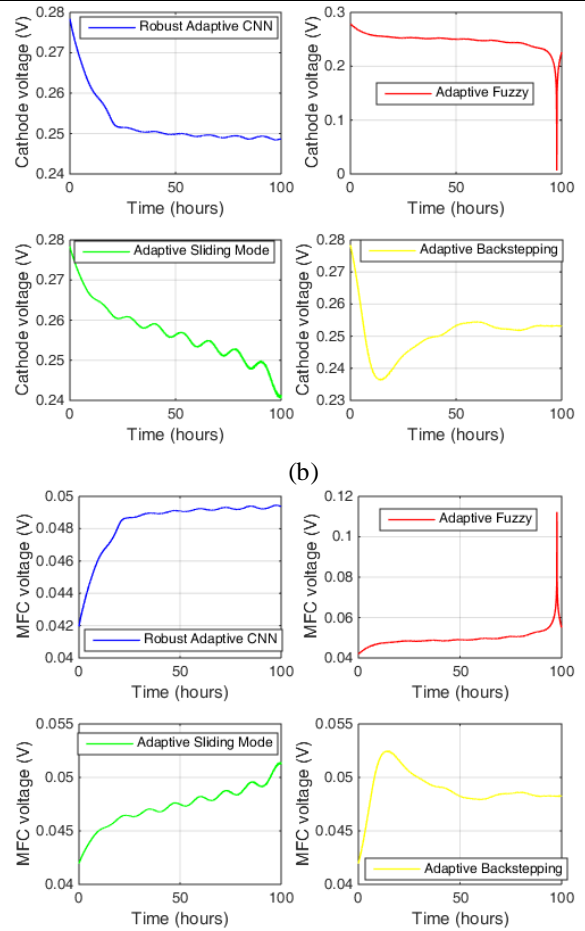 0.28
0.27
0.26
0.25
0.24
Cathode voltage (V)
Robust Adaptive CNN
0 50 100
Time (hours)
0.3
0.2
0.1
0
Cathode voltage (V)
Adaptive Fuzzy
0 50 100
Time (hours)
0.28
0.27
0.26
0.25
0.24
Cathode voltage (V)
Adaptive Sliding Mode
0 50 100
Time (hours)
0.28
0.27
0.26
0.25
0.24
0.23
Cathode voltage (V)
Adaptive Backstepping
0 50 100
Time (hours)
(b)
0.05
0.048
0.046
0.044
0.042
0.04
MFC voltage (V)
Robust Adaptive CNN
0 50 100
Time (hours)
0.12
0.1
0.08
0.06
0.04
MFC voltage (V)
Adaptive Fuzzy
0 50 100
Time (hours)
0.055
0.05
0.045
0.04
MFC voltage (V)
Adaptive Sliding Mode
0 50 100
Time (hours)
0.055
0.05
0.045
0.04
MFC voltage (V)
Adaptive Backstepping
0 50 100
Time (hours)